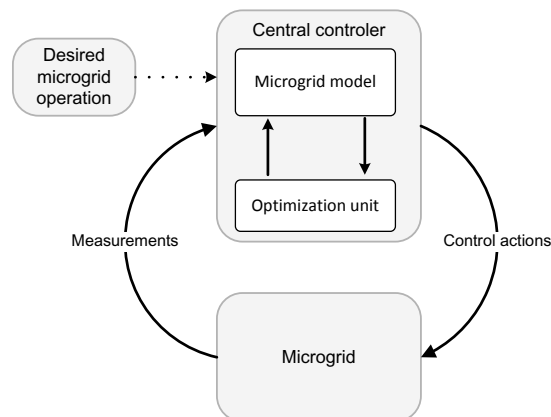 Central controler
Desired
microgrid
operation
Microgrid model
Optimization unit
Measurements
Control actions
Microgrid